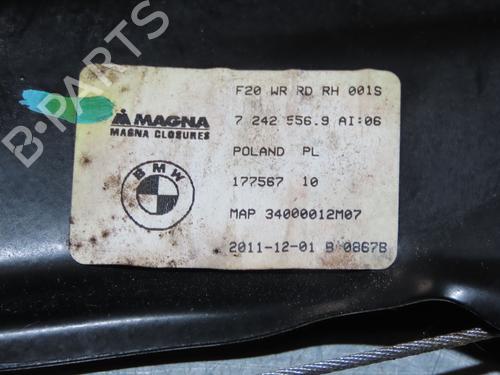 B-PARTS
F20 WR RD RH 001S
MAGNA
MAGNA CLOSURES
7 242 556.9 AI:06
POLAND PL
BMW
177567 10
MAP 34000012M07
2011-12-01 B 0867B